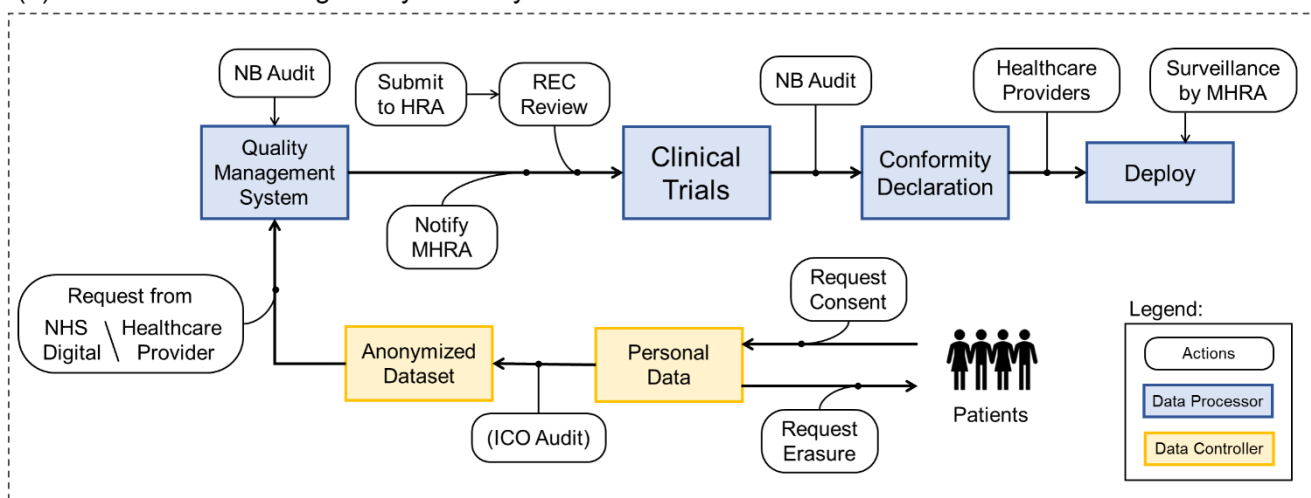 NB Audit
Submit
to HRA
REC
Review
NB Audit
Healthcare
Providers
Surveillance
by MHRA
Quality
Management
System
Clinical
Trials
Conformity
Declaration
Deploy
Notify
MHRA
Request from
NHS
Digital
\
Healthcare
Provider
Anonymized
Dataset
Personal
Data
Request
Consent
(ICO Audit)
Request
Erasure
Patients
Legend:
Actions
Data Processor
Data Controller